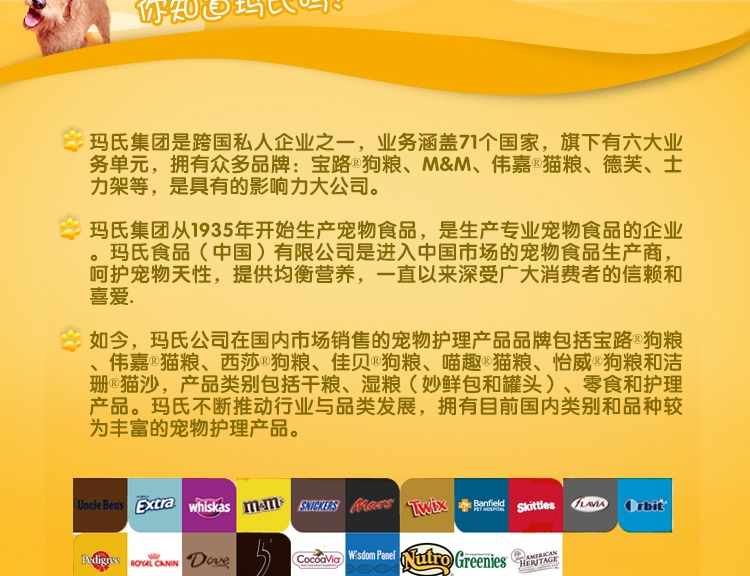 你知道玛氏吗?
玛氏集团是跨国私人企业之一，业务涵盖71个国家，旗下有六大业
务单元，拥有众多品牌：宝路®狗粮、M&M、伟嘉®猫粮、德芙、士
力架等，是具有的影响力大公司。
玛氏集团从1935年开始生产宠物食品，是生产专业宠物食品的企业
。玛氏食品（中国）有限公司是进入中国市场的宠物食品生产商，
呵护宠物天性，提供均衡营养，一直以来深受广大消费者的信赖和
喜爱.
如今，玛氏公司在国内市场销售的宠物护理产品品牌包括宝路®狗粮
、伟嘉®猫粮、西莎®狗粮、佳贝®狗粮、喵趣®猫粮、怡威®狗粮和洁
珊®猫沙，产品类别包括干粮、湿粮（妙鲜包和罐头）、零食和护理
产品。玛氏不断推动行业与品类发展，拥有目前国内类别和品种较
为丰富的宠物护理产品。
Uncle Ben's Extra whiskas m&m's SNICKERS Mars Twix Banfield PET HOSPITAL Skittles FLAVIA Orbit
Pedigree ROYAL CANIN Dove 5 CocoaVia Wisdom Panel Nutro Greenies AMERICAN HERITAGE